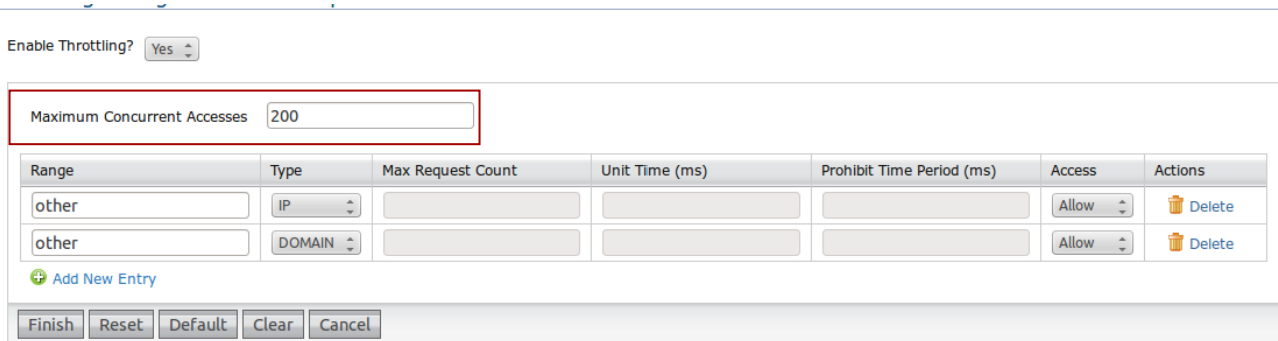 Enable Throttling? Yes
Maximum Concurrent Accesses 200
Range Type Max Request Count Unit Time (ms) Prohibit Time Period (ms) Access Actions
other IP Allow Delete
other DOMAIN Allow Delete
Add New Entry
Finish Reset Default Clear Cancel